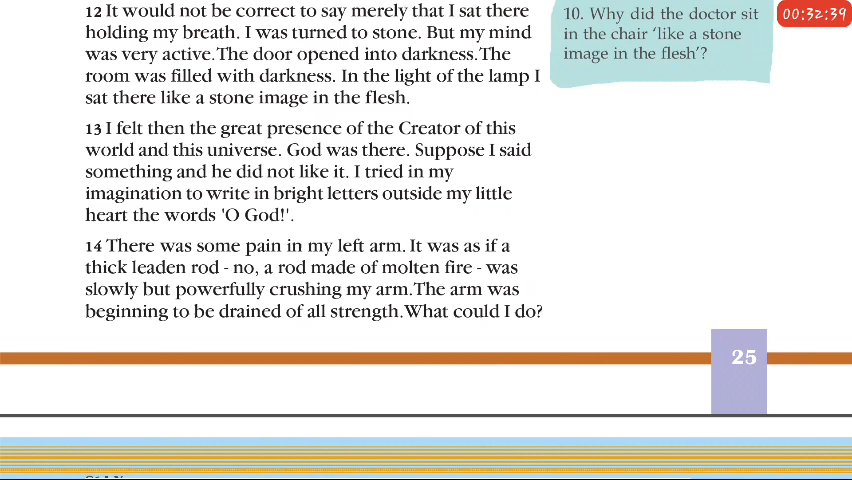 12 It would not be correct to say merely that I sat there
holding my breath. I was turned to stone. But my mind
was very active. The door opened into darkness. The
room was filled with darkness. In the light of the lamp I
sat there like a stone image in the flesh.
13 I felt then the great presence of the Creator of this
world and this universe. God was there. Suppose I said
something and he did not like it. I tried in my
imagination to write in bright letters outside my little
heart the words 'O God!'.
14 There was some pain in my left arm. It was as if a
thick leaden rod - no, a rod made of molten fire - was
slowly but powerfully crushing my arm. The arm was
beginning to be drained of all strength. What could I do?
10. Why did the doctor sit
in the chair ‘like a stone
image in the flesh’?
00:32:39
25